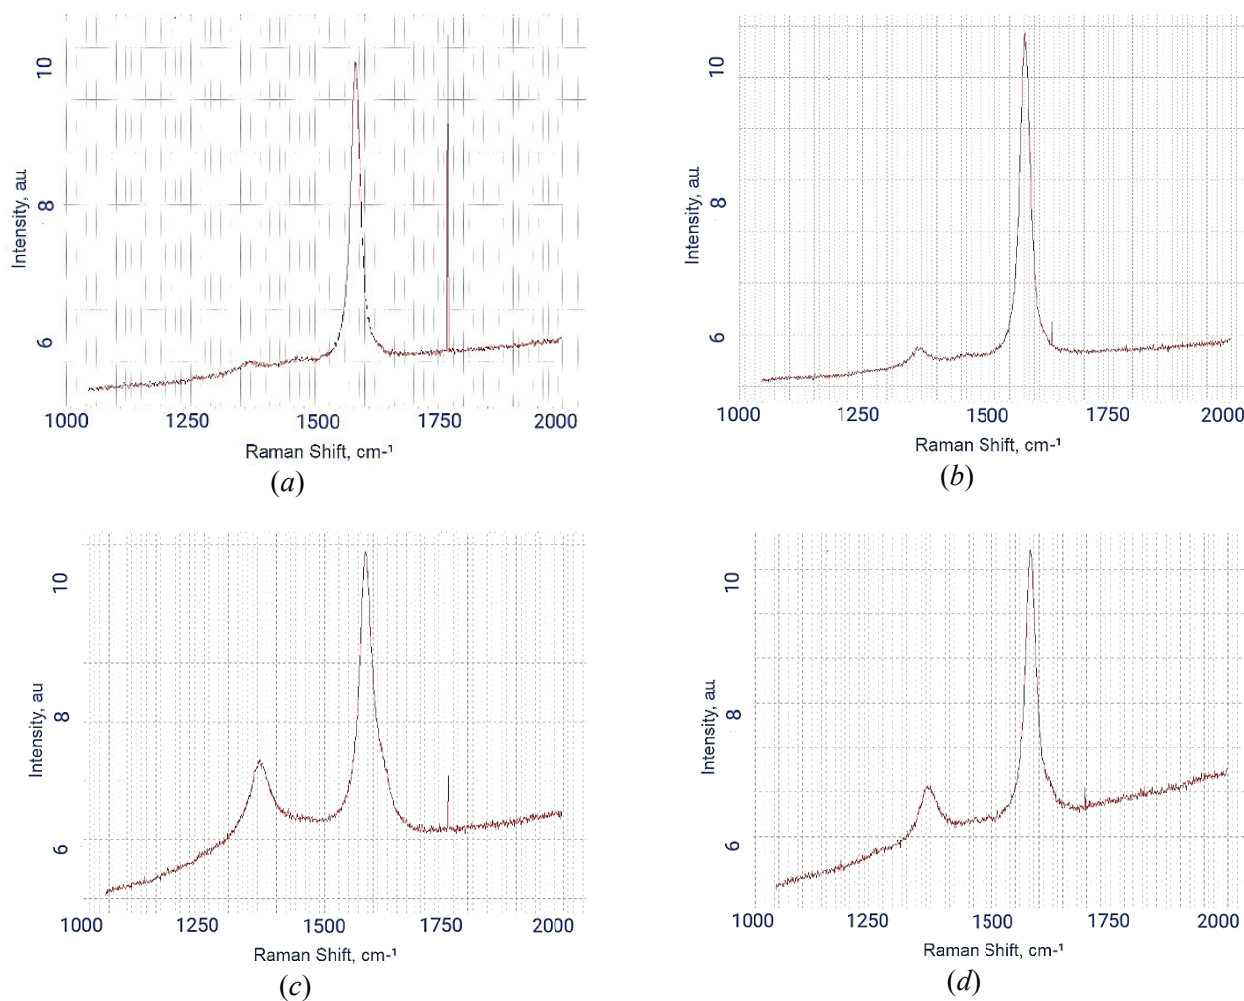 10
8
6
Intensity, au.
1000 1250 1500 1750 2000
Raman Shift, cm-¹
(a)
10
8
6
Intensity, au.
1000 1250 1500 1750 2000
Raman Shift, cm-¹
(b)
10
8
6
Intensity, au
1000 1250 1500 1750 2000
Raman Shift, cm-¹
(c)
10
8
6
Intensity, au.
1000 1250 1500 1750 2000
Raman Shift, cm-¹
(d)